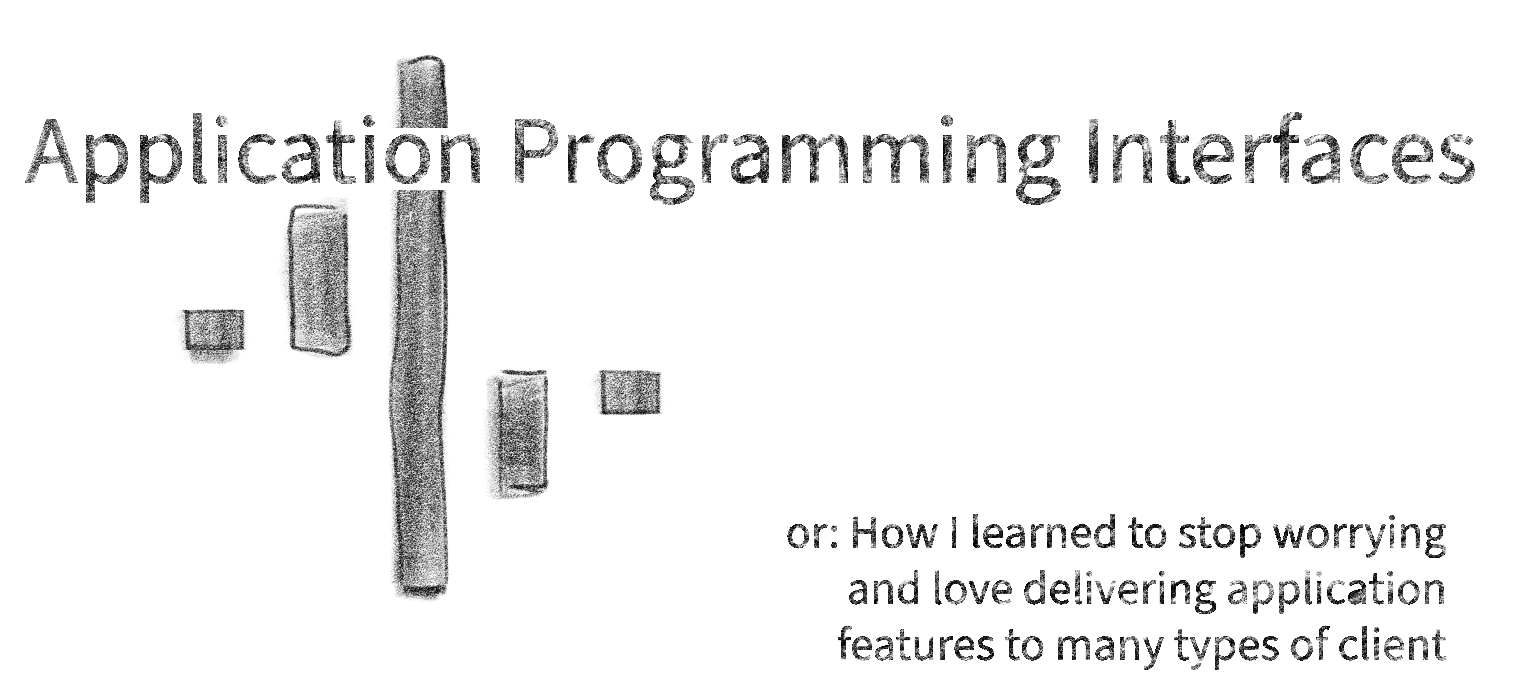 Application Programming Interfaces
or: How I learned to stop worrying
and love delivering application
features to many types of client